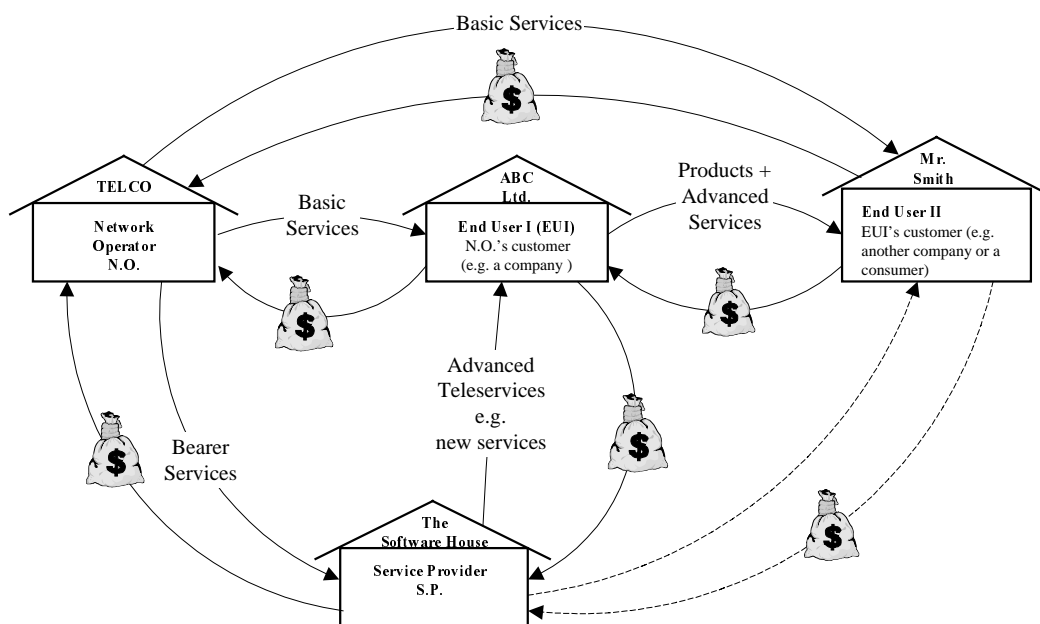 Basic Services
$
TELCO
Network
Operator
N.O.
Basic
Services
$
ABC
Ltd.
End User I (EUI)
N.O.'s customer
(e.g. a company )
Products +
Advanced
Services
$
Mr.
Smith
End User II
EUI's customer (e.g.
another company or a
consumer)
Bearer
Services
$
Advanced
Teleservices
e.g.
new services
$
$
The
Software House
Service Provider
S.P.